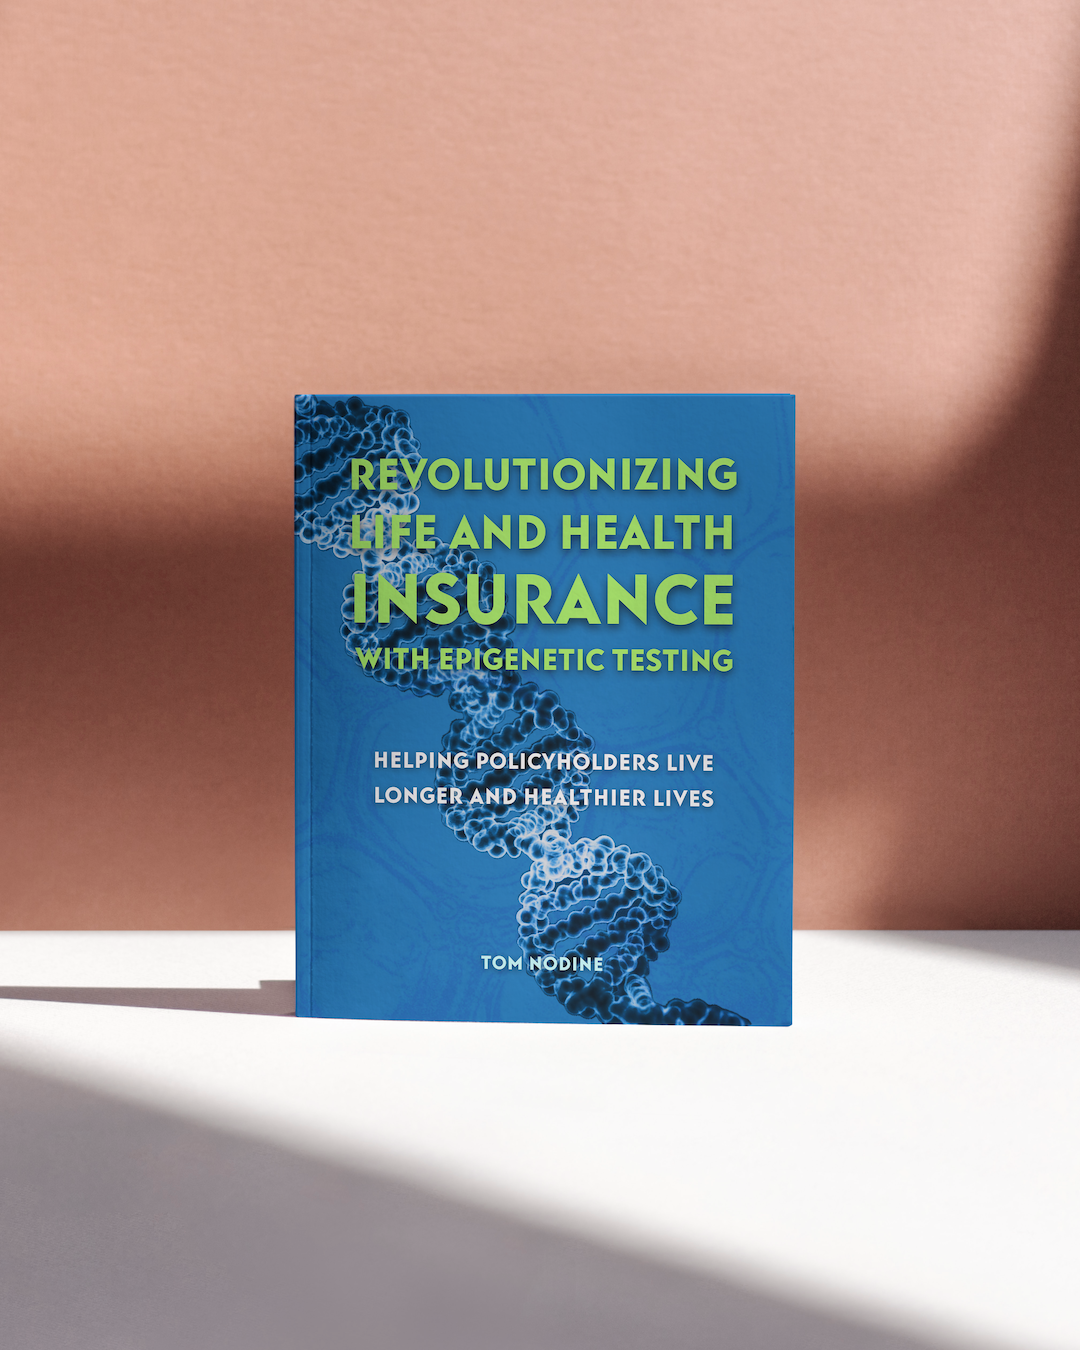 REVOLUTIONIZING
LIFE AND HEALTH
INSURANCE
WITH EPIGENETIC TESTING
HELPING POLICYHOLDERS LIVE
LONGER AND HEALTHIER LIVES
TOM NODINE